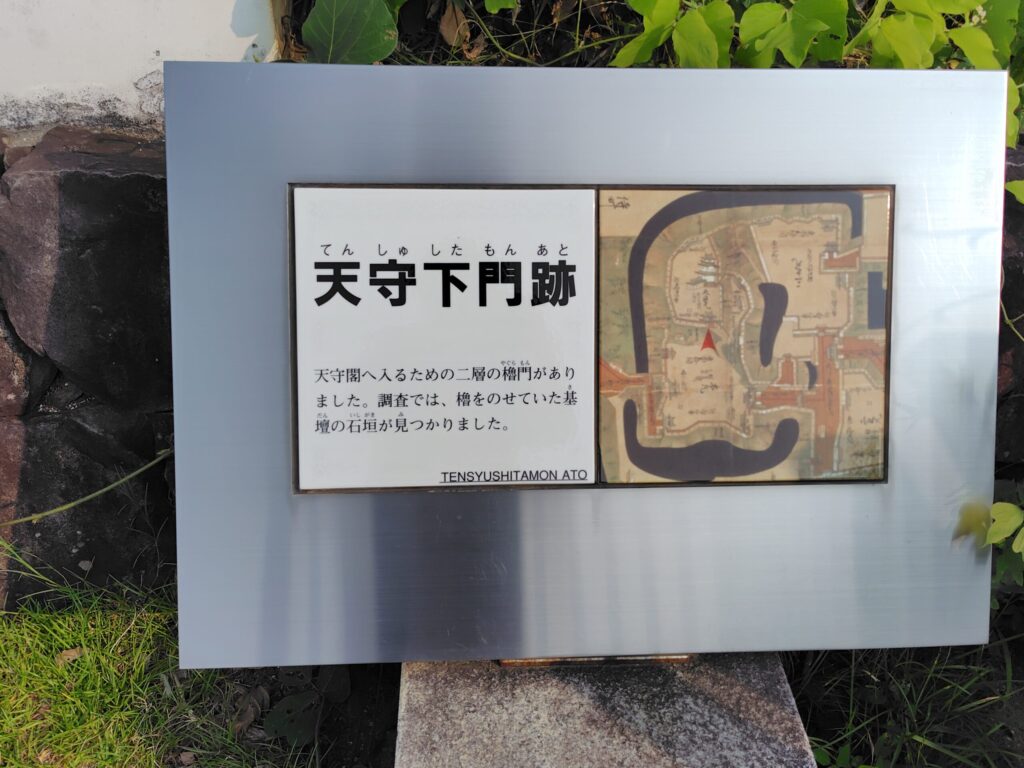 てんしゅしたもんあと
天守下門跡
天守閣へ入るための二層の櫓門があり
ました。調査では、櫓をのせていた基
壇の石垣が見つかりました。
TENSYUSHITAMON ATO